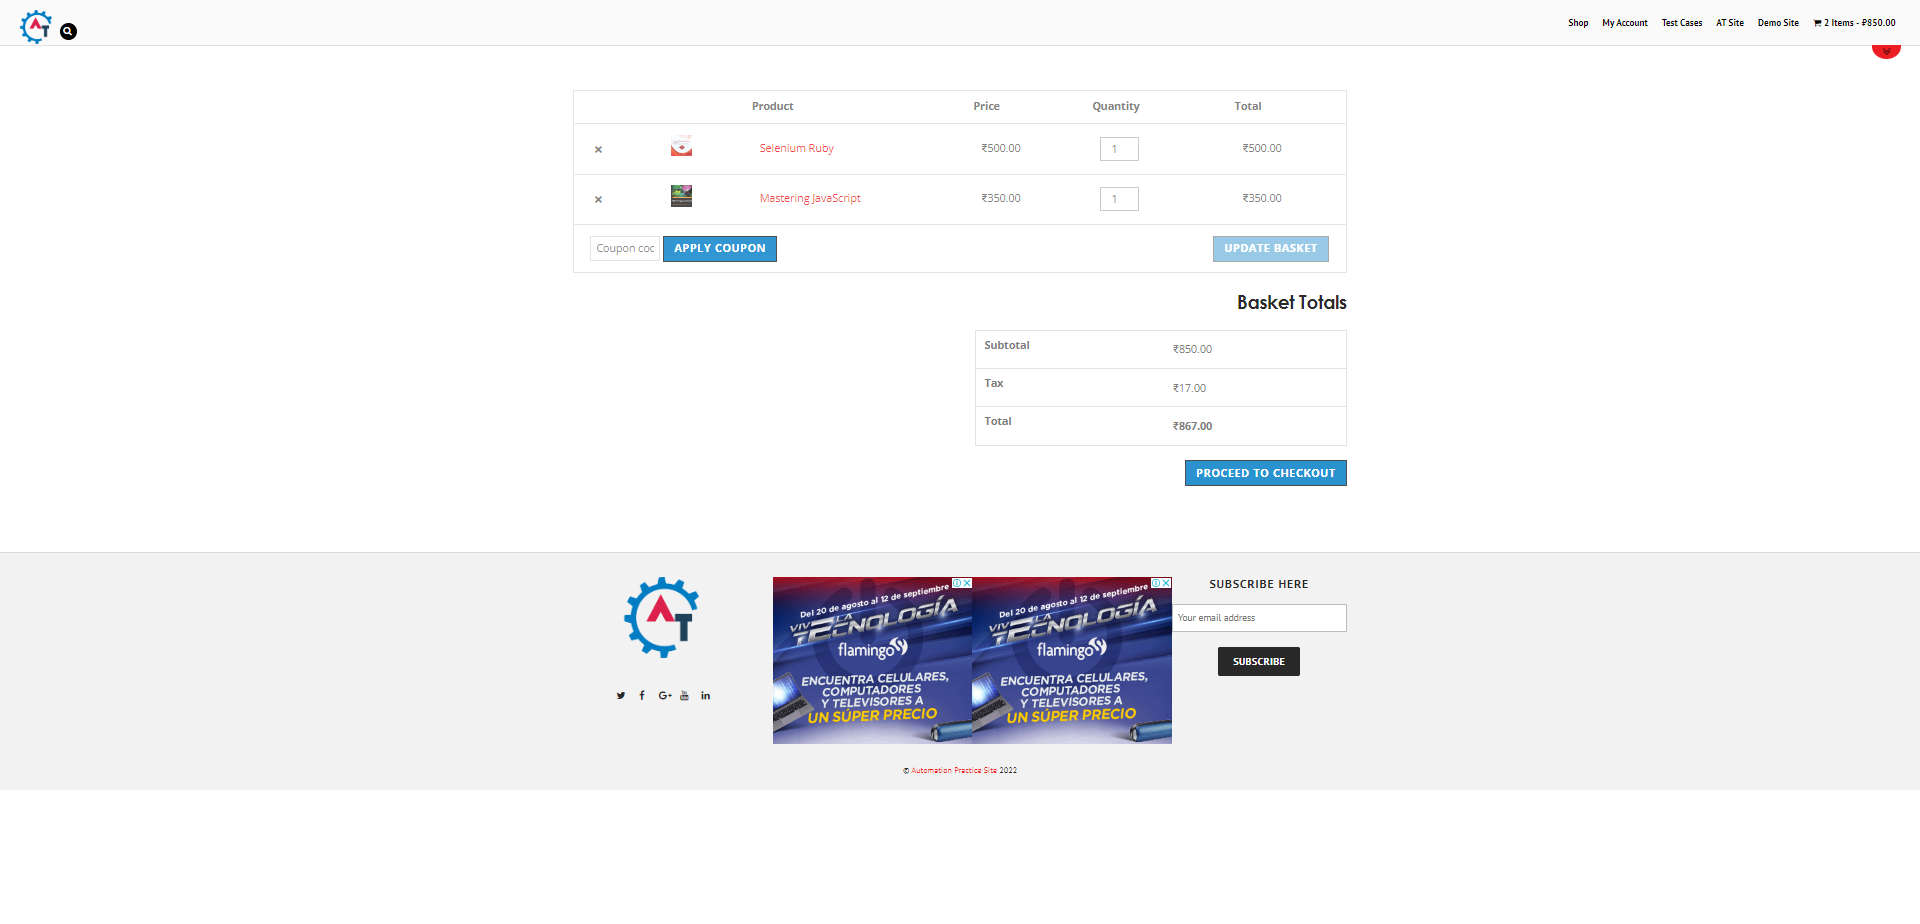 AT
Shop My Account Test Cases AT Site Demo Site 2 Items - ₹850.00
Product Price Quantity Total
× Selenium Ruby ₹500.00 1 ₹500.00
× Mastering JavaScript ₹350.00 1 ₹350.00
Coupon coc APPLY COUPON UPDATE BASKET
Basket Totals
Subtotal ₹850.00
Tax ₹17.00
Total ₹867.00
PROCEED TO CHECKOUT
AT
Del 20 de agosto al 12 de septiembre
VIVE LA
TECNOLOGÍA
flamingo
ENCUENTRA CELULARES,
COMPUTADORES
Y TELEVISORES A
UN SÚPER PRECIO
Del 20 de agosto al 12 de septiembre
VIVE LA
TECNOLOGÍA
flamingo
ENCUENTRA CELULARES,
COMPUTADORES
Y TELEVISORES A
UN SÚPER PRECIO
SUBSCRIBE HERE
Your email address
SUBSCRIBE
© Automation Practice Site 2022